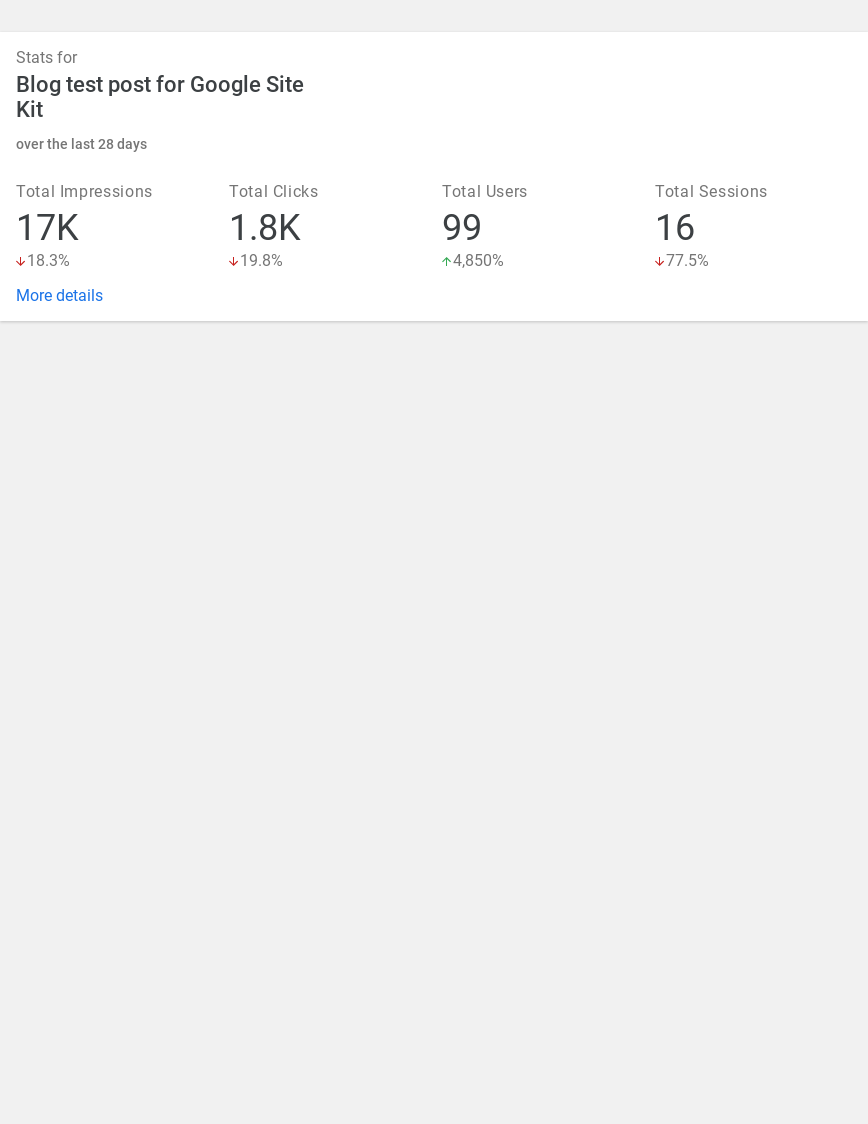 Stats for
Blog test post for Google Site
Kit
over the last 28 days
Total Impressions
17K
18.3%
Total Clicks
1.8K
19.8%
Total Users
99
4,850%
Total Sessions
16
77.5%
More details